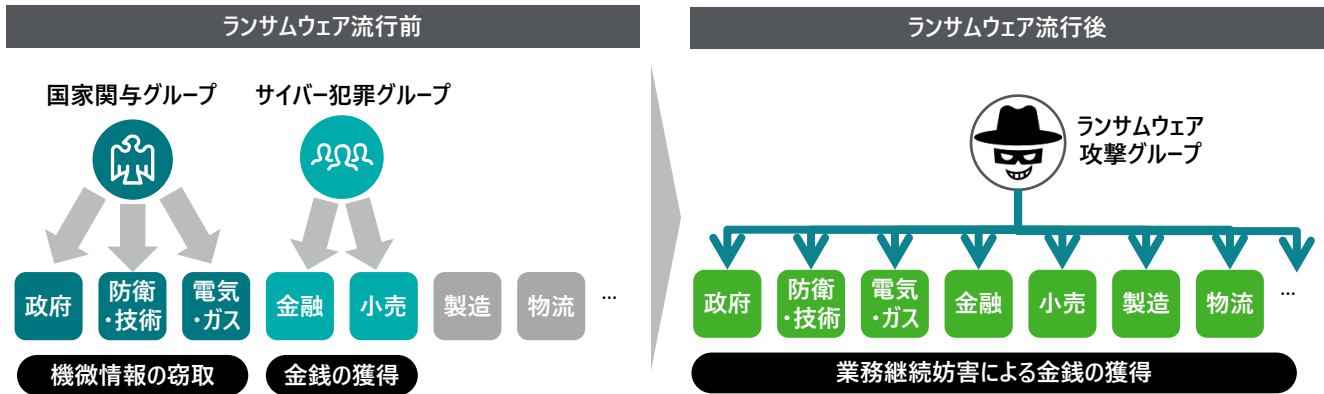 ランサムウェア流行前
国家関与グループ
サイバー犯罪グループ
政府
防衛
・技術
電気
・ガス
金融
小売
製造
物流
…
機微情報の窃取
金銭の獲得
ランサムウェア流行後
ランサムウェア
攻撃グループ
政府
防衛
・技術
電気
・ガス
金融
小売
製造
物流
…
業務継続妨害による金銭の獲得